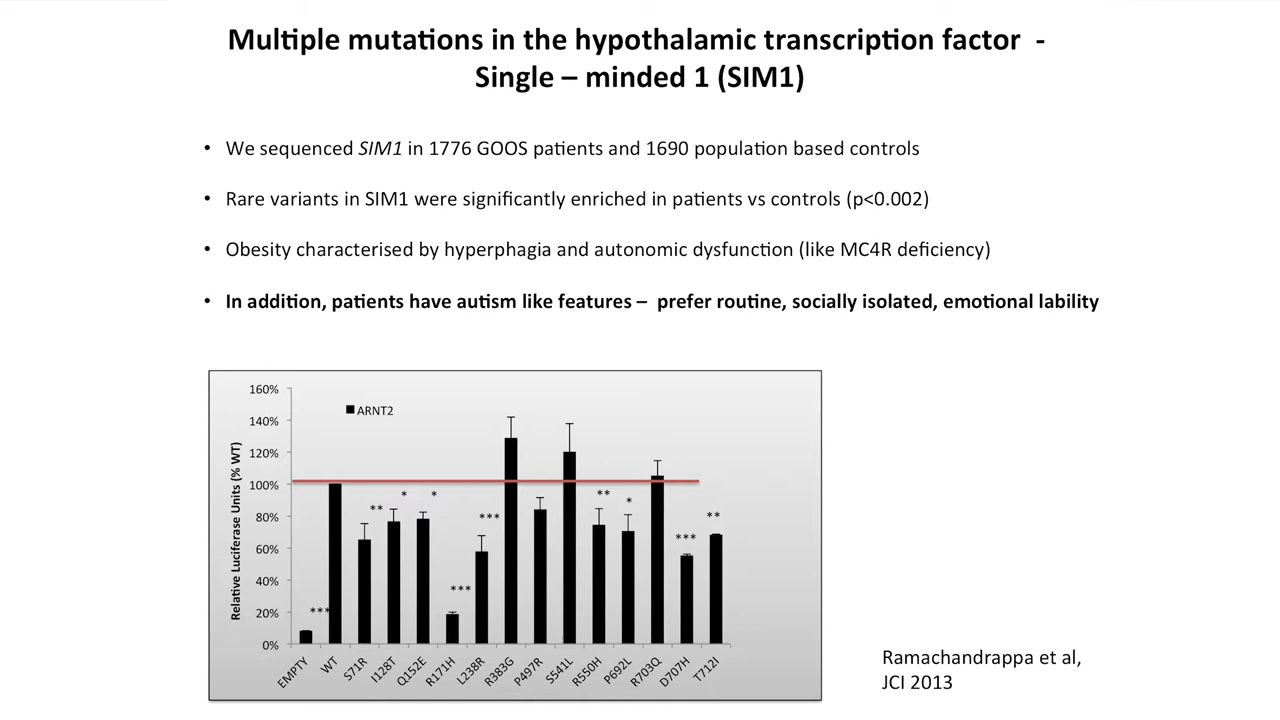 Multiple mutations in the hypothalamic transcription factor -
Single – minded 1 (SIM1)
• We sequenced SIM1 in 1776 GOOS patients and 1690 population based controls
• Rare variants in SIM1 were significantly enriched in patients vs controls (p<0.002)
• Obesity characterised by hyperphagia and autonomic dysfunction (like MC4R deficiency)
• In addition, patients have autism like features – prefer routine, socially isolated, emotional lability
160%
140%
120%
100%
80%
60%
40%
20%
0%
Relative Luciferase Units (% WT)
ARNT2
***
**
*
*
***
***
**
*
***
**
EMPTY
WT
S71R
I128T
Q152E
R171H
L238R
R383G
P497R
S541L
R550H
P692L
R703Q
D707H
T712I
Ramachandrappa et al,
JCI 2013